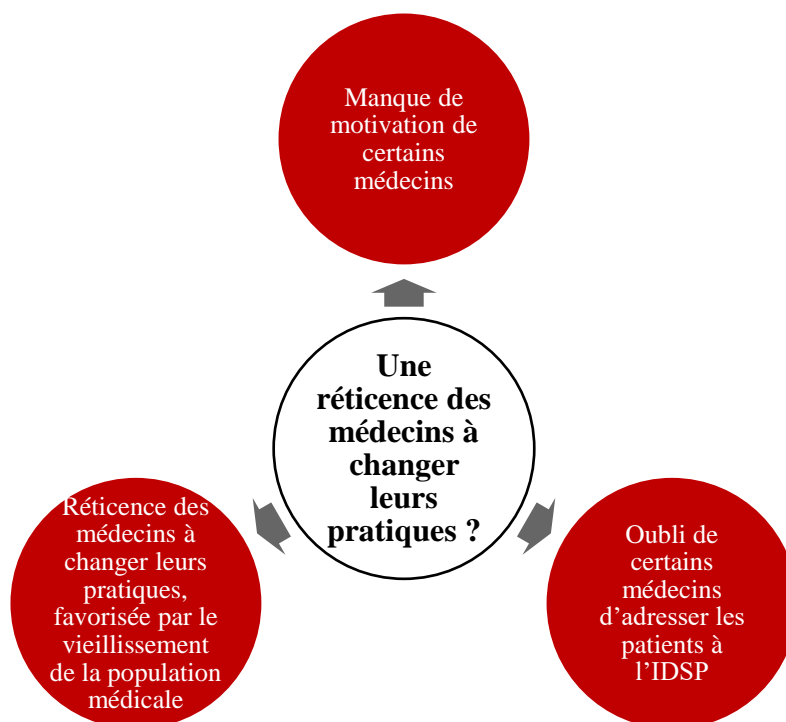 Manque de
motivation de
certains
médecins
Une
réticence des
médecins à
changer
leurs
pratiques ?
Réticence des
médecins à
changer leurs
pratiques,
favorisée par le
vieillissement
de la population
médicale
Oubli de
certains
médecins
d’adresser les
patients à
l’IDSP